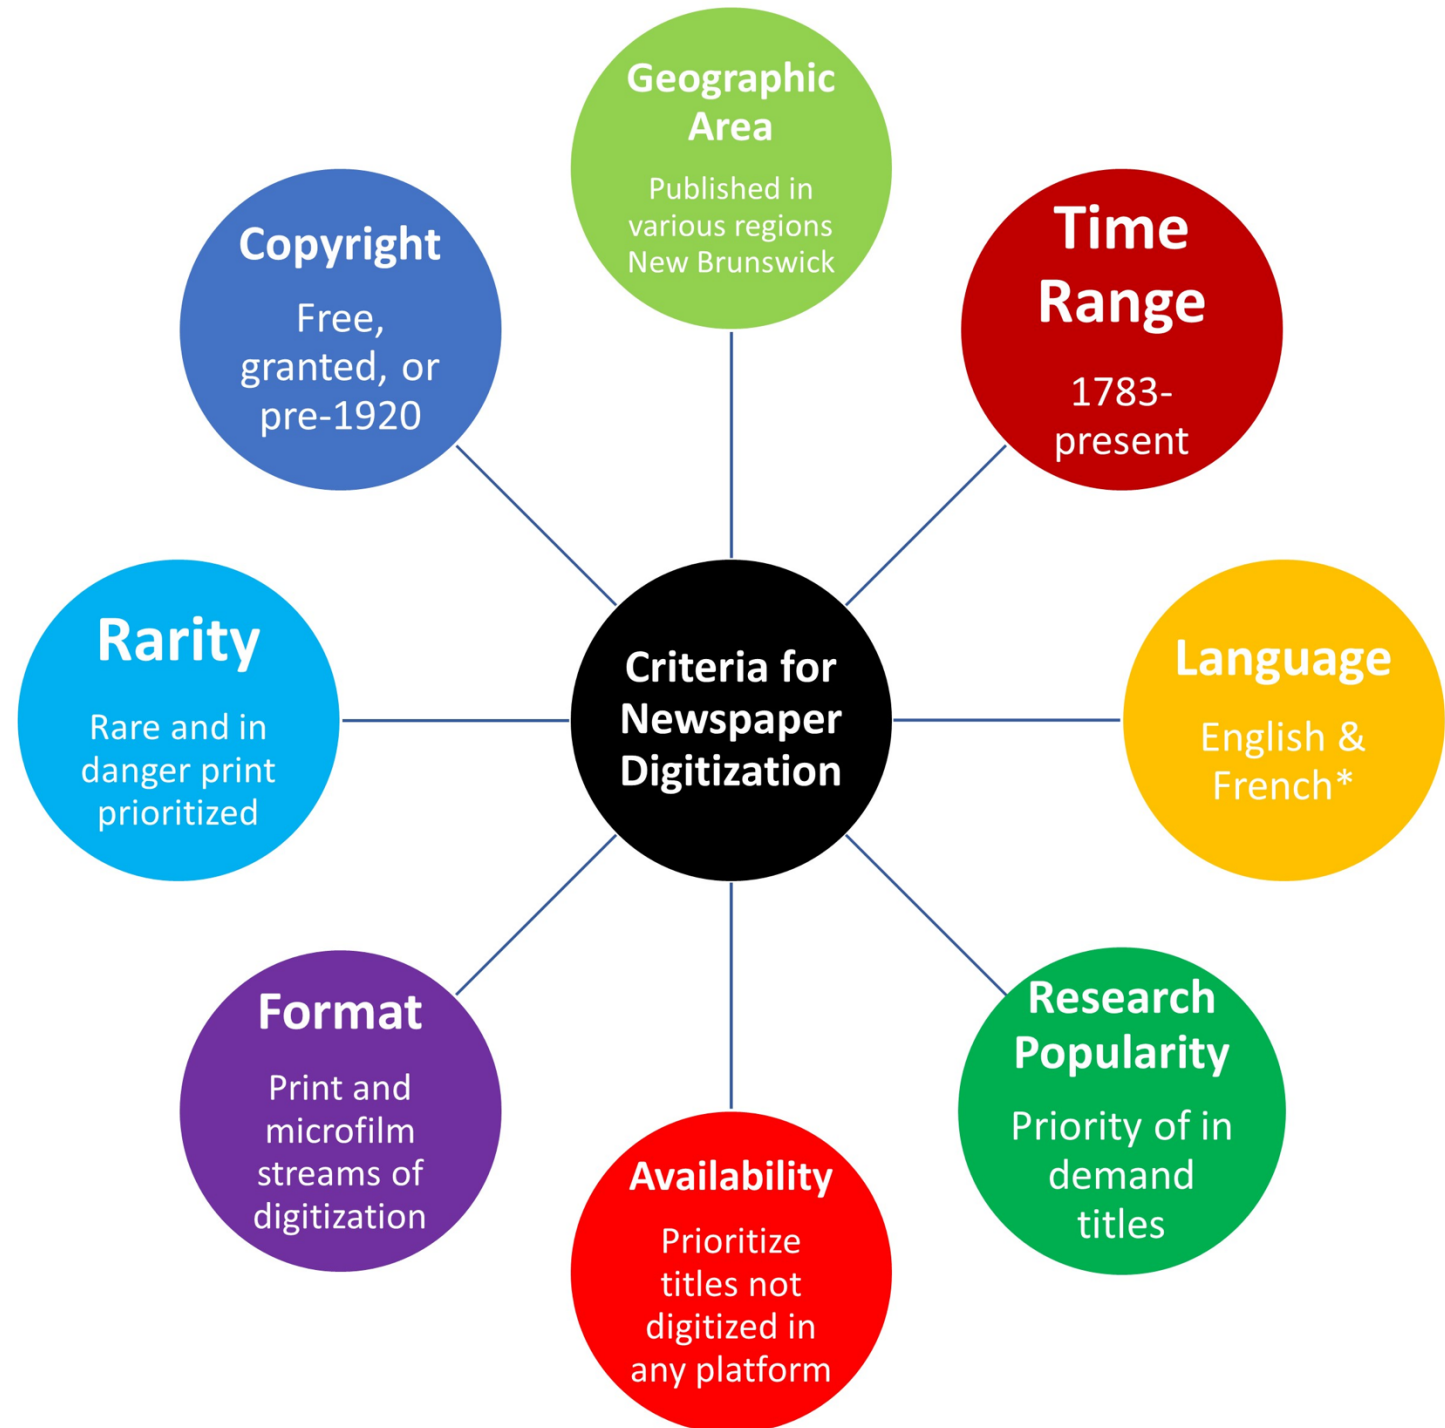 Geographic
Area
Published in
various regions
New Brunswick
Time
Range
1783-
present
Language
English &
French*
Research
Popularity
Priority of in
demand
titles
Availability
Prioritize
titles not
digitized in
any platform
Format
Print and
microfilm
streams of
digitization
Rarity
Rare and in
danger print
prioritized
Copyright
Free,
granted, or
pre-1920
Criteria for
Newspaper
Digitization